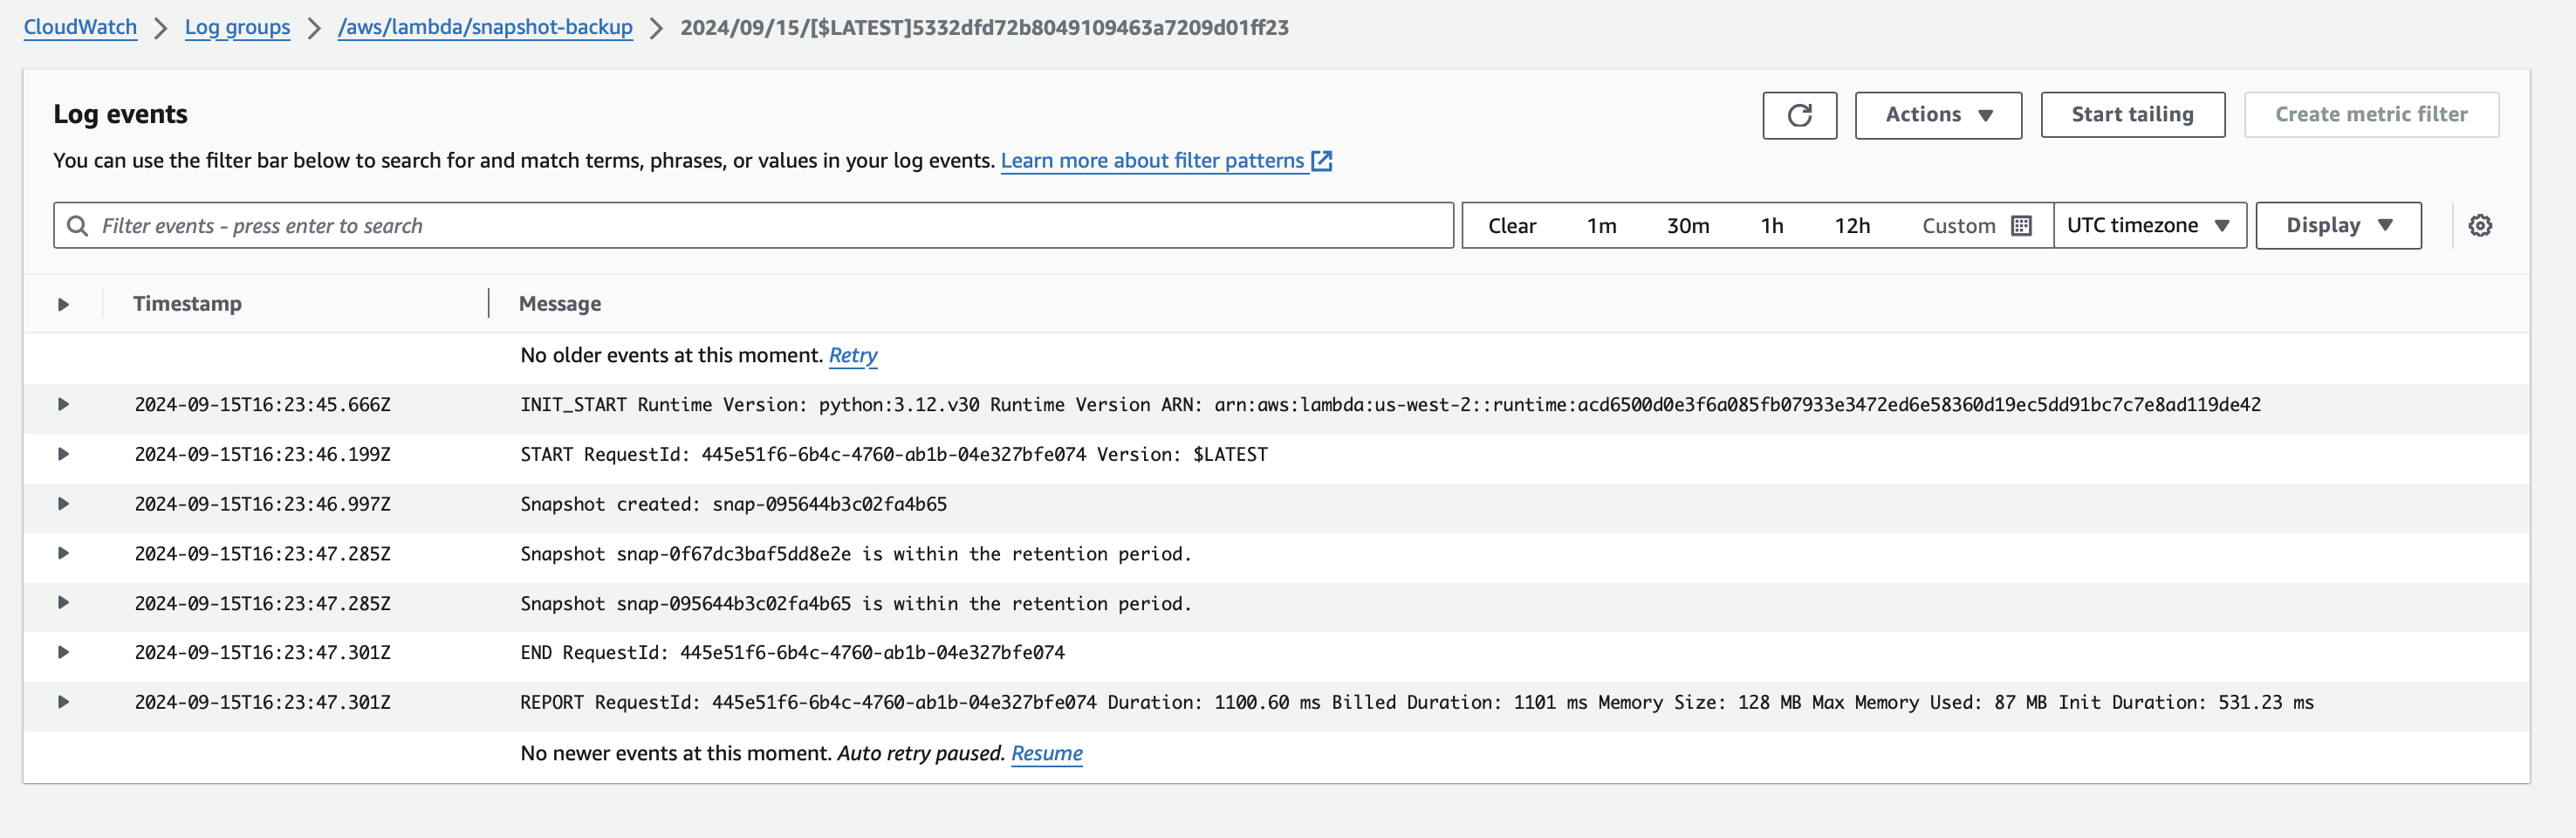 CloudWatch > Log groups > /aws/lambda/snapshot-backup > 2024/09/15/[$LATEST]5332dfd72b8049109463a7209d01ff23
Log events
Actions
Start tailing
Create metric filter
You can use the filter bar below to search for and match terms, phrases, or values in your log events. Learn more about filter patterns
Filter events - press enter to search
Clear 1m 30m 1h 12h Custom UTC timezone Display
Timestamp Message
No older events at this moment. Retry
2024-09-15T16:23:45.666Z INIT_START Runtime Version: python:3.12.v30 Runtime Version ARN: arn:aws:lambda:us-west-2::runtime:acd6500d0e3f6a085fb07933e3472ed6e58360d19ec5dd91bc7c7e8ad119de42
2024-09-15T16:23:46.199Z START RequestId: 445e51f6-6b4c-4760-ab1b-04e327bfe074 Version: $LATEST
2024-09-15T16:23:46.997Z Snapshot created: snap-095644b3c02fa4b65
2024-09-15T16:23:47.285Z Snapshot snap-0f67dc3baf5dd8e2e is within the retention period.
2024-09-15T16:23:47.285Z Snapshot snap-095644b3c02fa4b65 is within the retention period.
2024-09-15T16:23:47.301Z END RequestId: 445e51f6-6b4c-4760-ab1b-04e327bfe074
2024-09-15T16:23:47.301Z REPORT RequestId: 445e51f6-6b4c-4760-ab1b-04e327bfe074 Duration: 1100.60 ms Billed Duration: 1101 ms Memory Size: 128 MB Max Memory Used: 87 MB Init Duration: 531.23 ms
No newer events at this moment. Auto retry paused. Resume